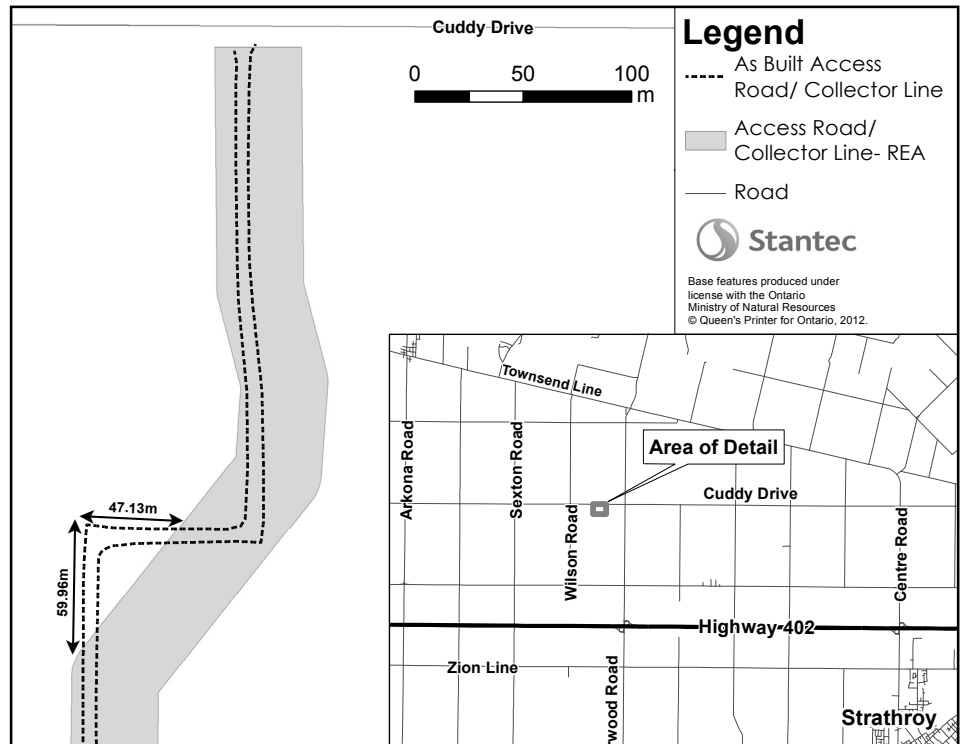 Cuddy Drive
0 50 100
m
Legend
As Built Access
Road/ Collector Line
Access Road/
Collector Line- REA
Road
Stantec
Base features produced under
license with the Ontario
Ministry of Natural Resources
© Queen's Printer for Ontario, 2012.
47.13m
59.96m
Townsend Line
Area of Detail
Arkona Road
Sexton Road
Wilson Road
Cuddy Drive
Centre Road
Highway 402
Zion Line
rwood Road
Strathroy